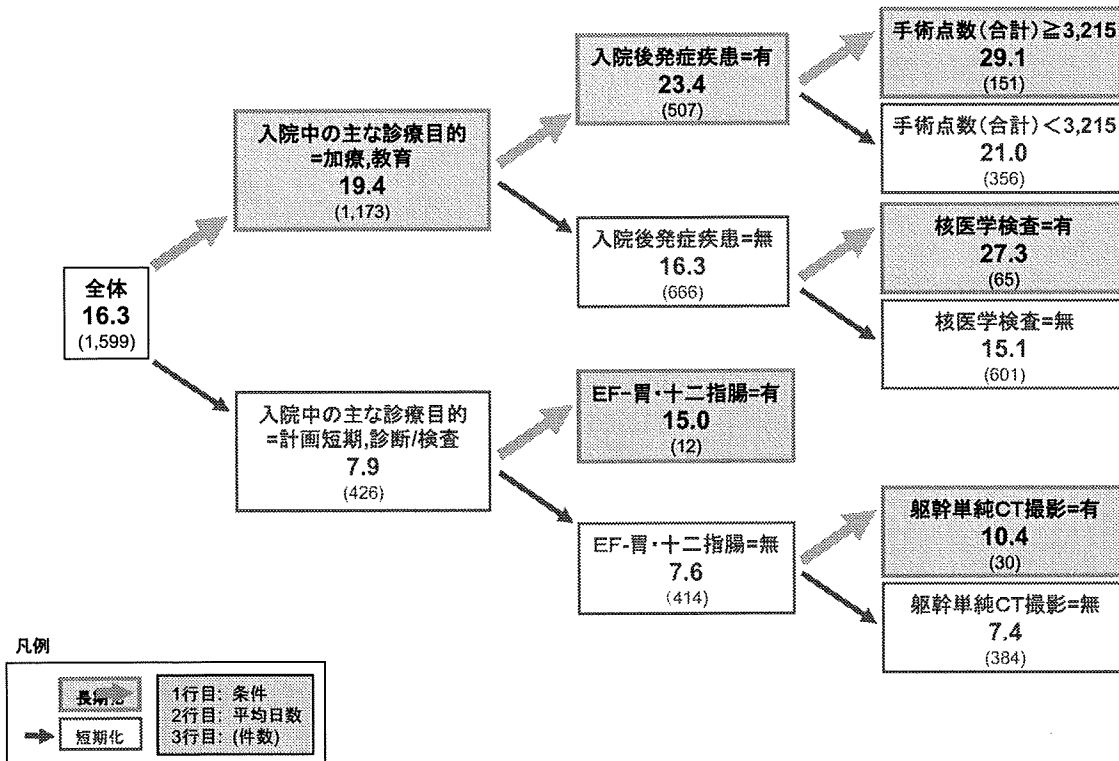 全体
16.3
(1,599)
入院中の主な診療目的
=加療,教育
19.4
(1,173)
入院中の主な診療目的
=計画短期,診断/検査
7.9
(426)
入院後発症疾患=有
23.4
(507)
入院後発症疾患=無
16.3
(666)
EF-胃・十二指腸=有
15.0
(12)
EF-胃・十二指腸=無
7.6
(414)
手術点数(合計)≧3,215
29.1
(151)
手術点数(合計)<3,215
21.0
(356)
核医学検査=有
27.3
(65)
核医学検査=無
15.1
(601)
躯幹単純CT撮影=有
10.4
(30)
躯幹単純CT撮影=無
7.4
(384)
凡例
長期化
短期化
1行目: 条件
2行目: 平均日数
3行目: (件数)